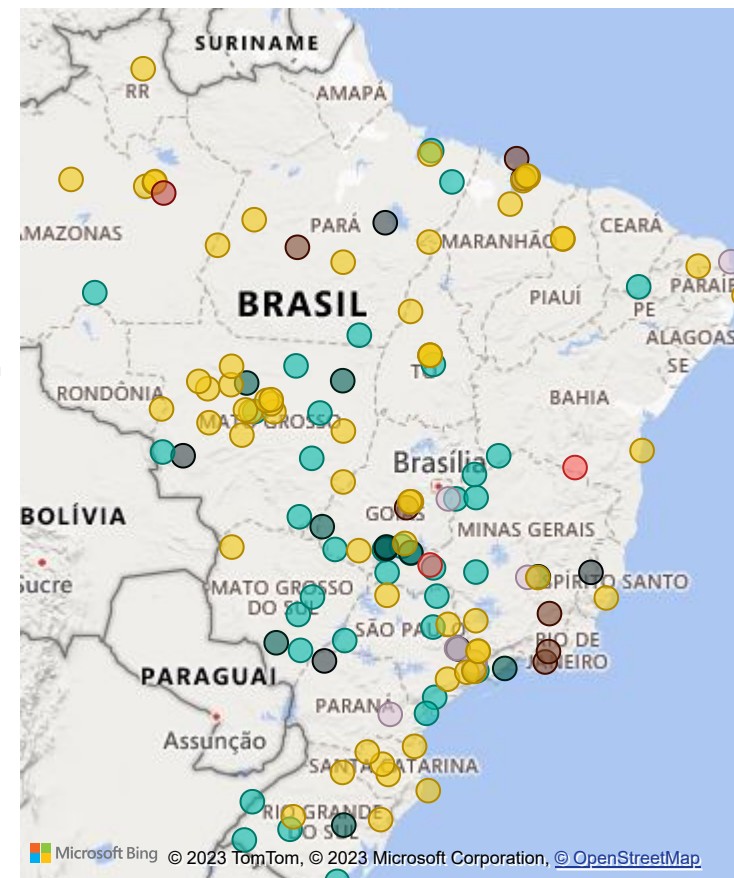 SURINAME
RR
AMAPÁ
AMAZONAS
PARÁ
MARANHÃO
CEARÁ
PARAÍB
PIAUÍ
PE
BRASIL
ALAGOAS
SE
TO
RONDÔNIA
BAHIA
MATO GROSSO
Brasília
GOIÁS
BOLÍVIA
MINAS GERAIS
Sucre
MATO GROSSO
DO SUL
ESPÍRITO SANTO
SÃO PAULO
RIO DE
JANEIRO
PARAGUAI
PARANÁ
Assunção
SANTA CATARINA
RIO GRANDE
DO SUL
Microsoft Bing
© 2023 TomTom, © 2023 Microsoft Corporation, © OpenStreetMap